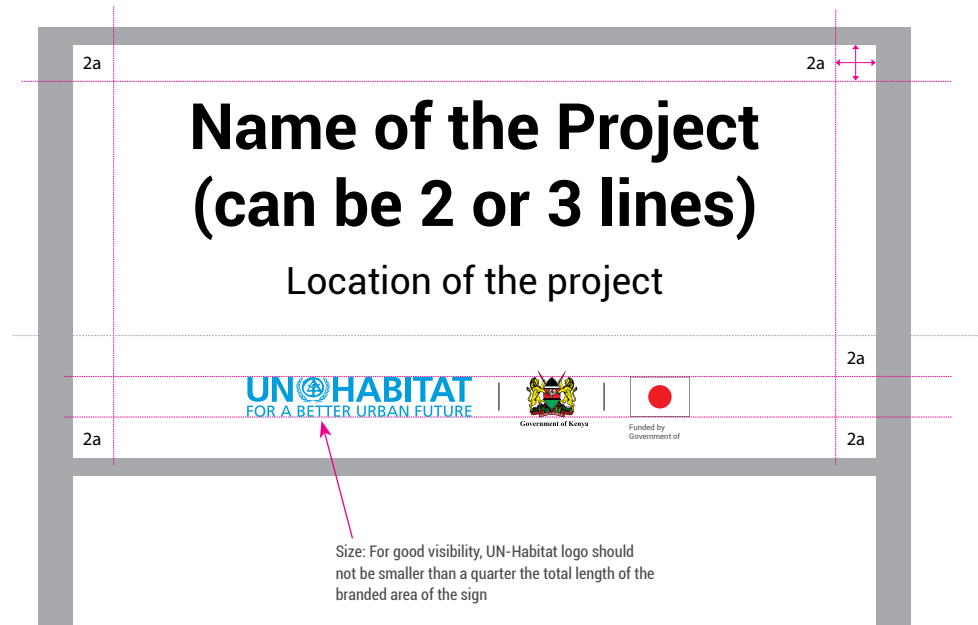 2a
2a
Name of the Project
(can be 2 or 3 lines)
Location of the project
2a
UN HABITAT
FOR A BETTER URBAN FUTURE
Government of Kenya
Funded by
Government of
2a
2a
Size: For good visibility, UN-Habitat logo should
not be smaller than a quarter the total length of the
branded area of the sign